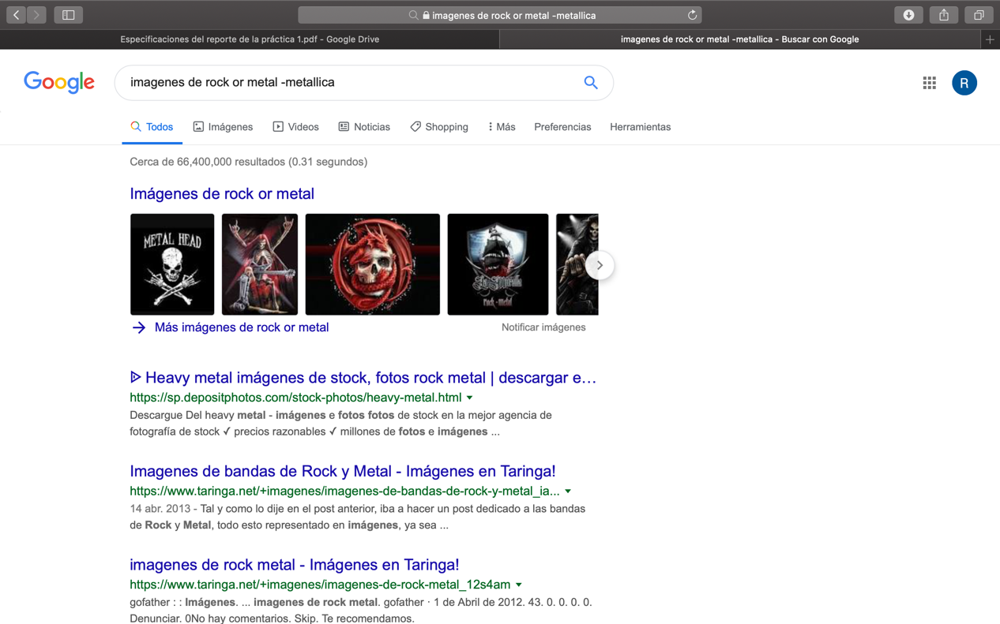 imagenes de rock or metal -metallica
Especificaciones del reporte de la práctica 1.pdf - Google Drive
imagenes de rock or metal -metallica - Buscar con Google
Google
imagenes de rock or metal -metallica
R
Todos
Imágenes
Videos
Noticias
Shopping
Más
Preferencias
Herramientas
Cerca de 66,400,000 resultados (0.31 segundos)
Imágenes de rock or metal
METAL HEAD
rock - metal
Más imágenes de rock or metal
Notificar imágenes
Heavy metal imágenes de stock, fotos rock metal | descargar e…
https://sp.depositphotos.com/stock-photos/heavy-metal.html
Descargue Del heavy metal - imágenes e fotos fotos de stock en la mejor agencia de
fotografía de stock ✓ precios razonables ✓ millones de fotos e imágenes ...
Imagenes de bandas de Rock y Metal - Imágenes en Taringa!
https://www.taringa.net/+imagenes/imagenes-de-bandas-de-rock-y-metal_ia...
14 abr. 2013 - Tal y como lo dije en el post anterior, iba a hacer un post dedicado a las bandas
de Rock y Metal, todo esto representado en imágenes, ya sea ...
imagenes de rock metal - Imágenes en Taringa!
https://www.taringa.net/+imagenes/imagenes-de-rock-metal_12s4am
gofather : : Imágenes. ... imagenes de rock metal. gofather · 1 de Abril de 2012. 43. 0. 0. 0. 0.
Denunciar. 0No hay comentarios. Skip. Te recomendamos.